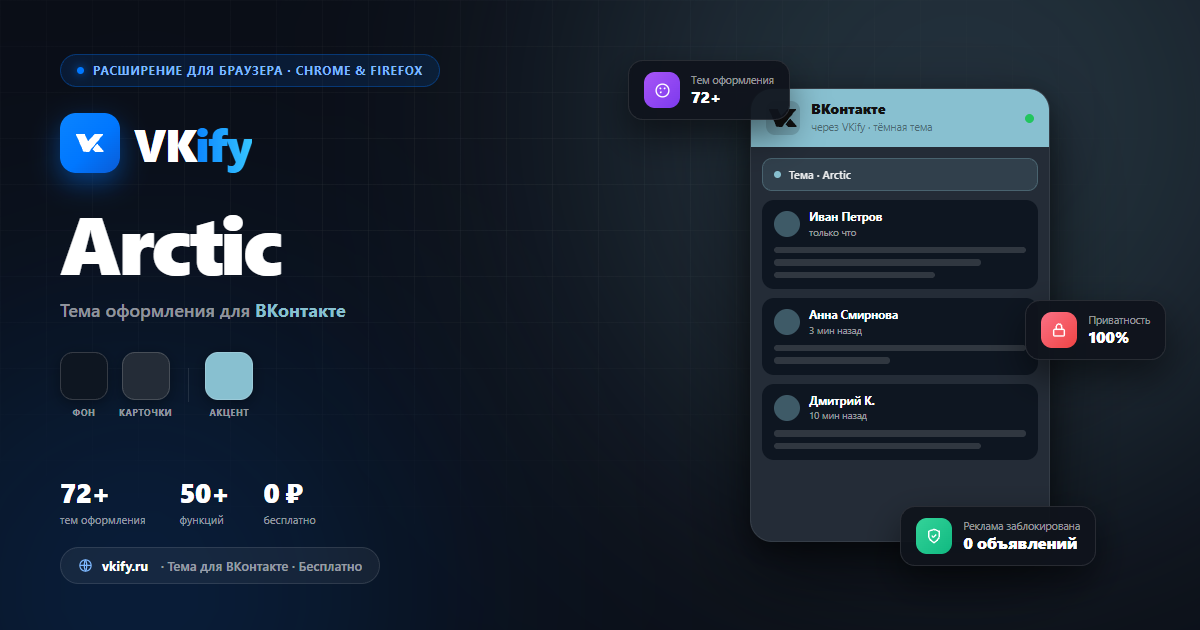 РАСШИРЕНИЕ ДЛЯ БРАУЗЕРА · CHROME & FIREFOX
VKify
Arctic
Тема оформления для ВКонтакте
ФОН
КАРТОЧКИ
АКЦЕНТ
72+
тем оформления
50+
функций
0 ₽
бесплатно
vkify.ru · Тема для ВКонтакте · Бесплатно
Тем оформления
72+
ВКонтакте
через VKify · тёмная тема
Тема · Arctic
Иван Петров
только что
Анна Смирнова
3 мин назад
Приватность
100%
Дмитрий К.
10 мин назад
Реклама заблокирована
0 объявлений